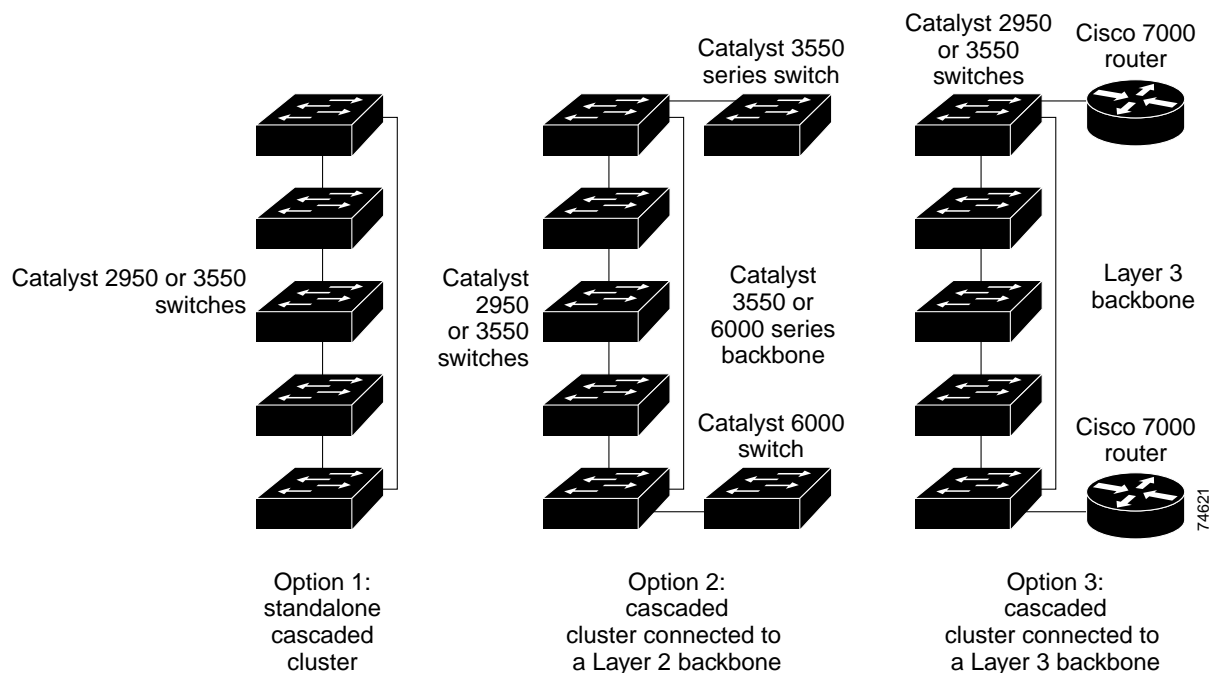 Catalyst 3550
series switch
Catalyst 2950
or 3550
switches
Cisco 7000
router
Catalyst 2950 or 3550
switches
Catalyst
2950
or 3550
switches
Catalyst
3550 or
6000 series
backbone
Layer 3
backbone
Catalyst 6000
switch
Cisco 7000
router
74621
Option 1:
standalone
cascaded
cluster
Option 2:
cascaded
cluster connected to
a Layer 2 backbone
Option 3:
cascaded
cluster connected to
a Layer 3 backbone